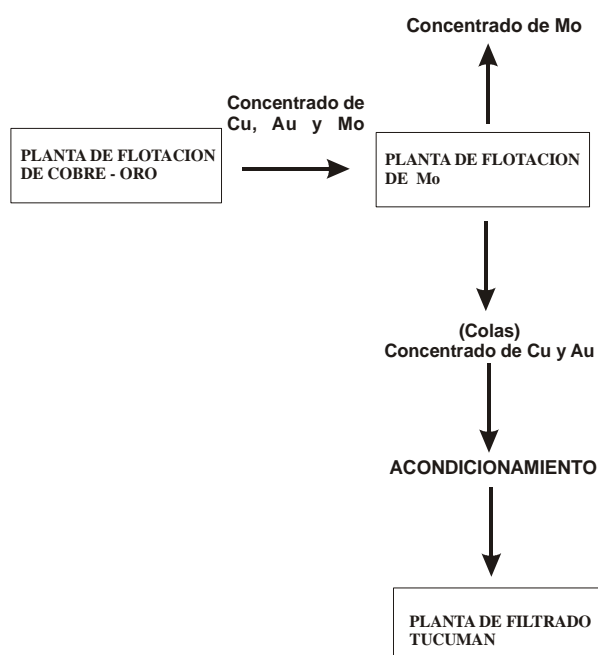 Concentrado de Mo
Concentrado de
Cu, Au y Mo
PLANTA DE FLOTACION
DE COBRE - ORO
PLANTA DE FLOTACION
DE Mo
(Colas)
Concentrado de Cu y Au
ACONDICIONAMIENTO
PLANTA DE FILTRADO
TUCUMAN